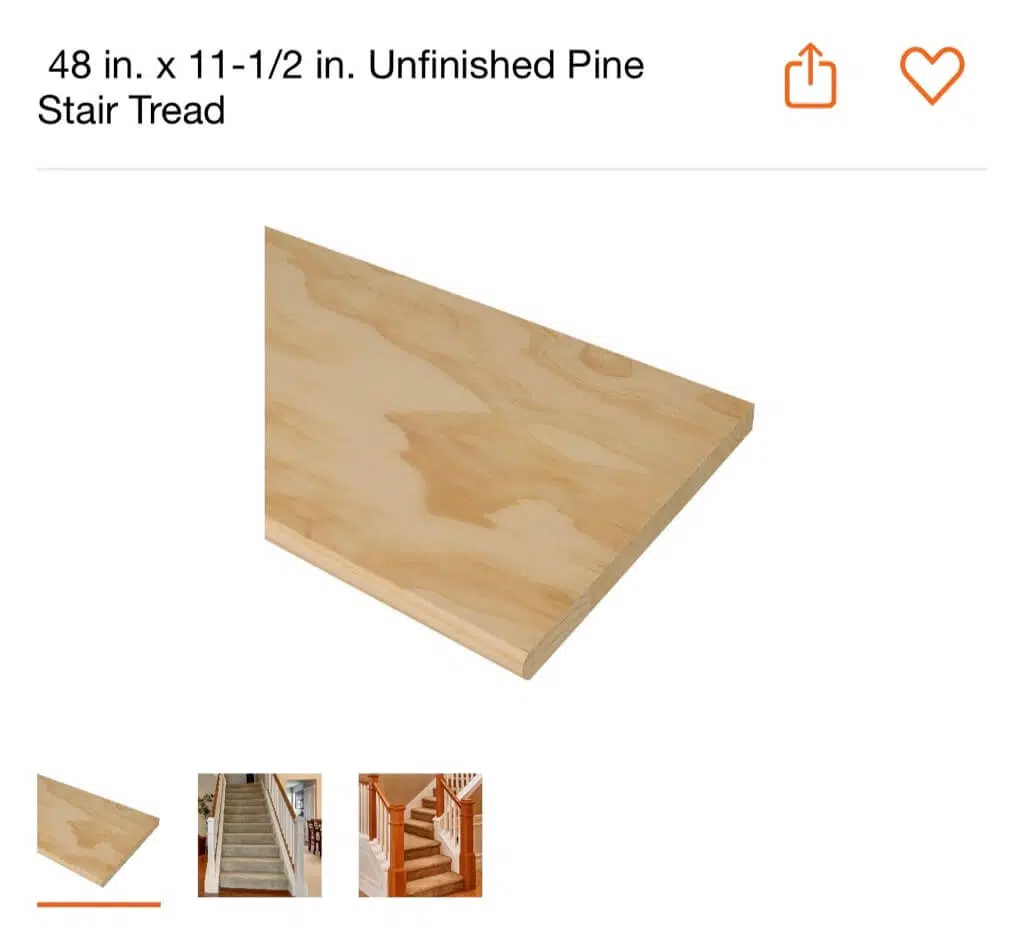 48 in. x 11-1/2 in. Unfinished Pine
Stair Tread